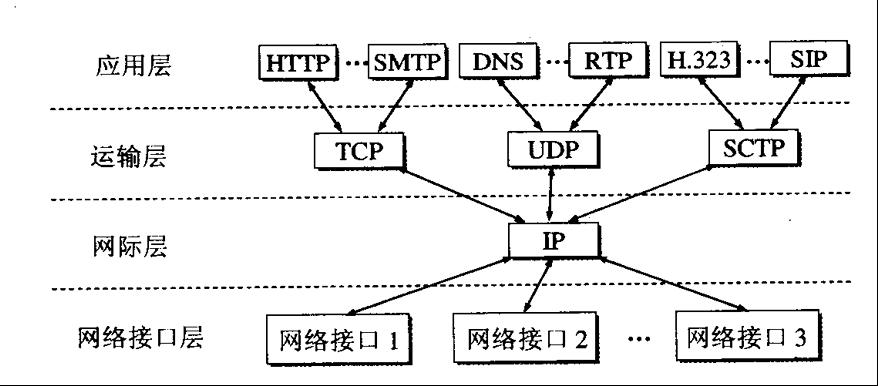 应用层 HTTP ··· SMTP DNS ··· RTP H.323 ··· SIP
运输层 TCP UDP SCTP
网际层 IP
网络接口层 网络接口 1 网络接口 2 ··· 网络接口 3